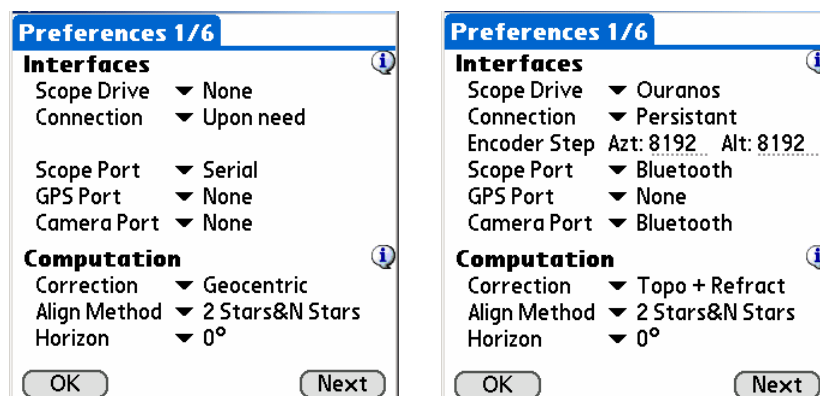 Preferences 1/6
Interfaces
Scope Drive None
Connection Upon need
Scope Port Serial
GPS Port None
Camera Port None
Computation
Correction Geocentric
Align Method 2 Stars&N Stars
Horizon 0°
OK Next
Preferences 1/6
Interfaces
Scope Drive Ouranos
Connection Persistant
Encoder Step Azt: 8192 Alt: 8192
Scope Port Bluetooth
GPS Port None
Camera Port Bluetooth
Computation
Correction Topo + Refract
Align Method 2 Stars&N Stars
Horizon 0°
OK Next